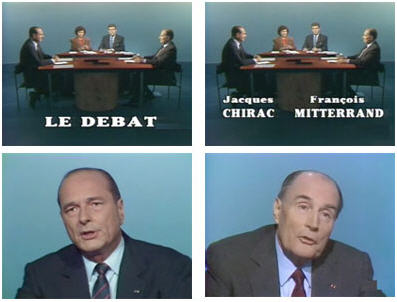 LE DEBAT
Jacques François
CHIRAC MITTERRAND